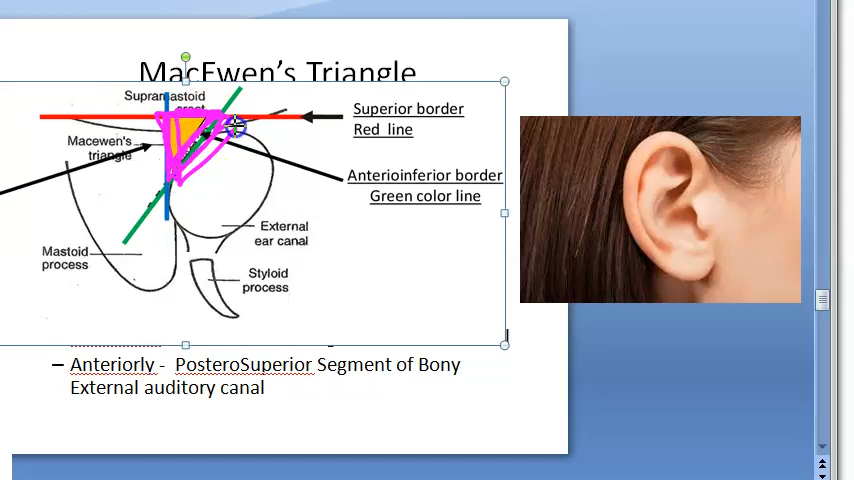 MacEwen's Triangle
Supramastoid
crest
Superior border
Red line
Macewen's
triangle
Anterioinferior border
Green color line
External
ear canal
Mastoid
process
Styloid
process
– Anteriorly - PosteroSuperior Segment of Bony
External auditory canal